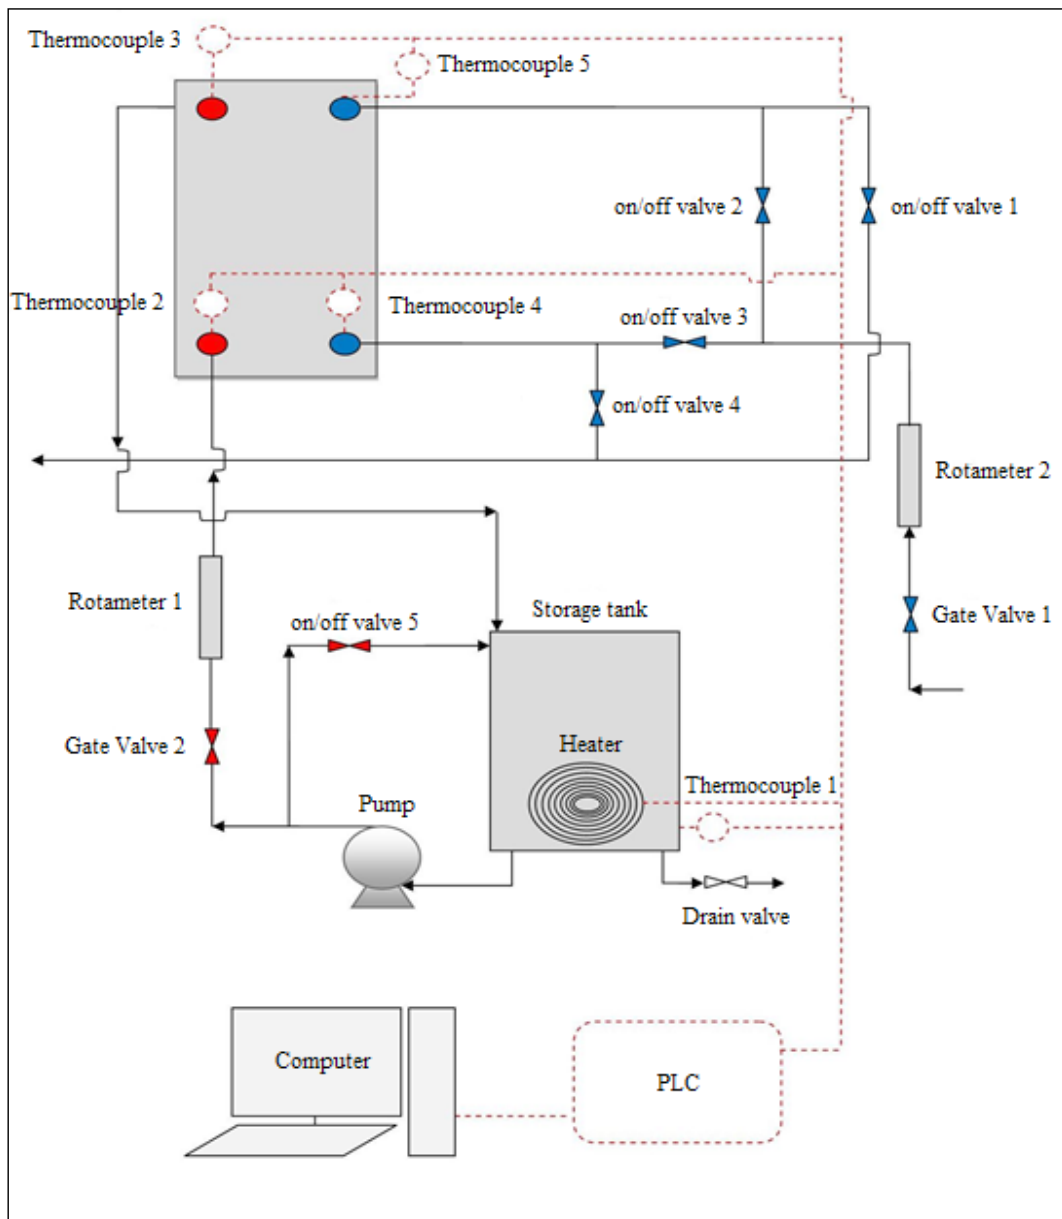 Thermocouple 3
Thermocouple 5
on/off valve 2
on/off valve 1
Thermocouple 2
Thermocouple 4
on/off valve 3
on/off valve 4
Rotameter 2
Rotameter 1
Storage tank
on/off valve 5
Gate Valve 1
Gate Valve 2
Heater
Thermocouple 1
Pump
Drain valve
Computer
PLC